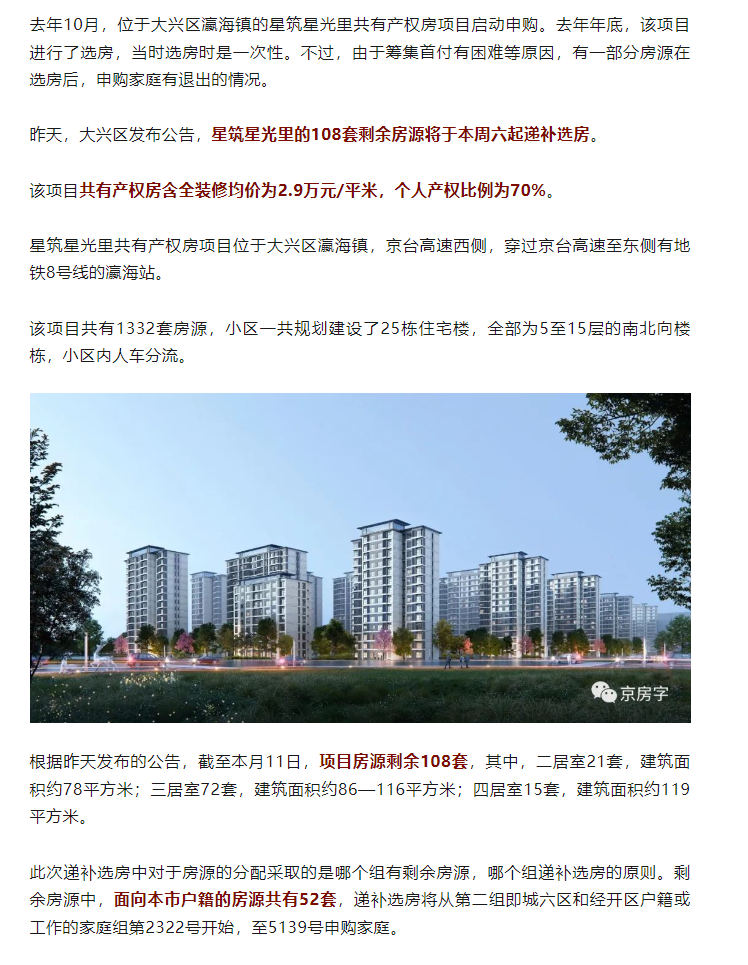 去年10月，位于大兴区瀛海镇的星筑星光里共有产权房项目启动申购。去年年底，该项目
进行了选房，当时选房时是一次性。不过，由于筹集首付有困难等原因，有一部分房源在
选房后，申购家庭有退出的情况。
昨天，大兴区发布公告，星筑星光里的108套剩余房源将于本周六起递补选房。
该项目共有产权房含全装修均价为2.9万元/平米，个人产权比例为70%。
星筑星光里共有产权房项目位于大兴区瀛海镇，京台高速西侧，穿过京台高速至东侧有地
铁8号线的瀛海站。
该项目共有1332套房源，小区一共规划建设了25栋住宅楼，全部为5至15层的南北向楼
栋，小区内人车分流。
京房字
根据昨天发布的公告，截至本月11日，项目房源剩余108套，其中，二居室21套，建筑面
积约78平方米；三居室72套，建筑面积约86—116平方米；四居室15套，建筑面积约119
平方米。
此次递补选房中对于房源的分配采取的是哪个组有剩余房源，哪个组递补选房的原则。剩
余房源中，面向本市户籍的房源共有52套，递补选房将从第二组即城六区和经开区户籍或
工作的家庭组第2322号开始，至5139号申购家庭。